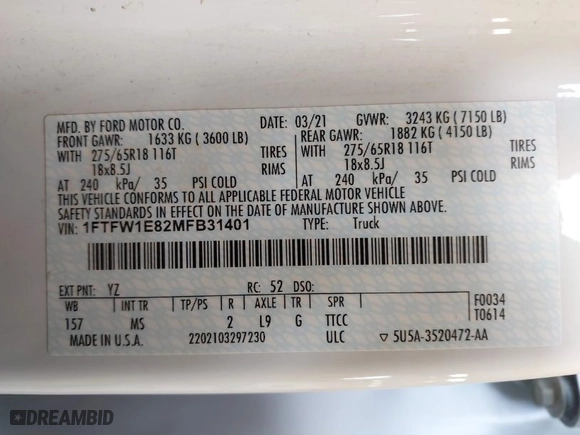 MFD. BY FORD MOTOR CO. DATE: 03/21 GVWR: 3243 KG ( 7150 LB)
FRONT GAWR: 1633 KG ( 3600 LB) REAR GAWR: 1882 KG ( 4150 LB)
WITH 275/65R18 116T TIRES WITH 275/65R18 116T TIRES
18x8.5J RIMS 18x8.5J RIMS
AT 240 kPa/ 35 PSI COLD AT 240 kPa/ 35 PSI COLD
THIS VEHICLE CONFORMS TO ALL APPLICABLE FEDERAL MOTOR VEHICLE
SAFETY STANDARDS IN EFFECT ON THE DATE OF MANUFACTURE SHOWN ABOVE.
VIN: 1FTFW1E82MFB31401 TYPE: Truck
EXT PNT: YZ RC: 52 DSO:
WB INT TR TP/PS R AXLE TR SPR F0034
157 MS 2 L9 G TTCC T0614
MADE IN U.S.A. 2202103297230 ULC ▽ 5U5A-3520472-AA
DREAMBID